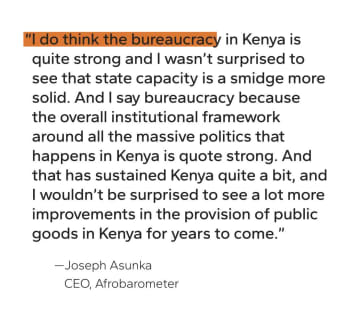 "I do think the bureaucracy in Kenya is
quite strong and I wasn't surprised to
see that state capacity is a smidge more
solid. And I say bureaucracy because
the overall institutional framework
around all the massive politics that
happens in Kenya is quote strong. And
that has sustained Kenya quite a bit, and
I wouldn't be surprised to see a lot more
improvements in the provision of public
goods in Kenya for years to come."
—Joseph Asunka
CEO, Afrobarometer